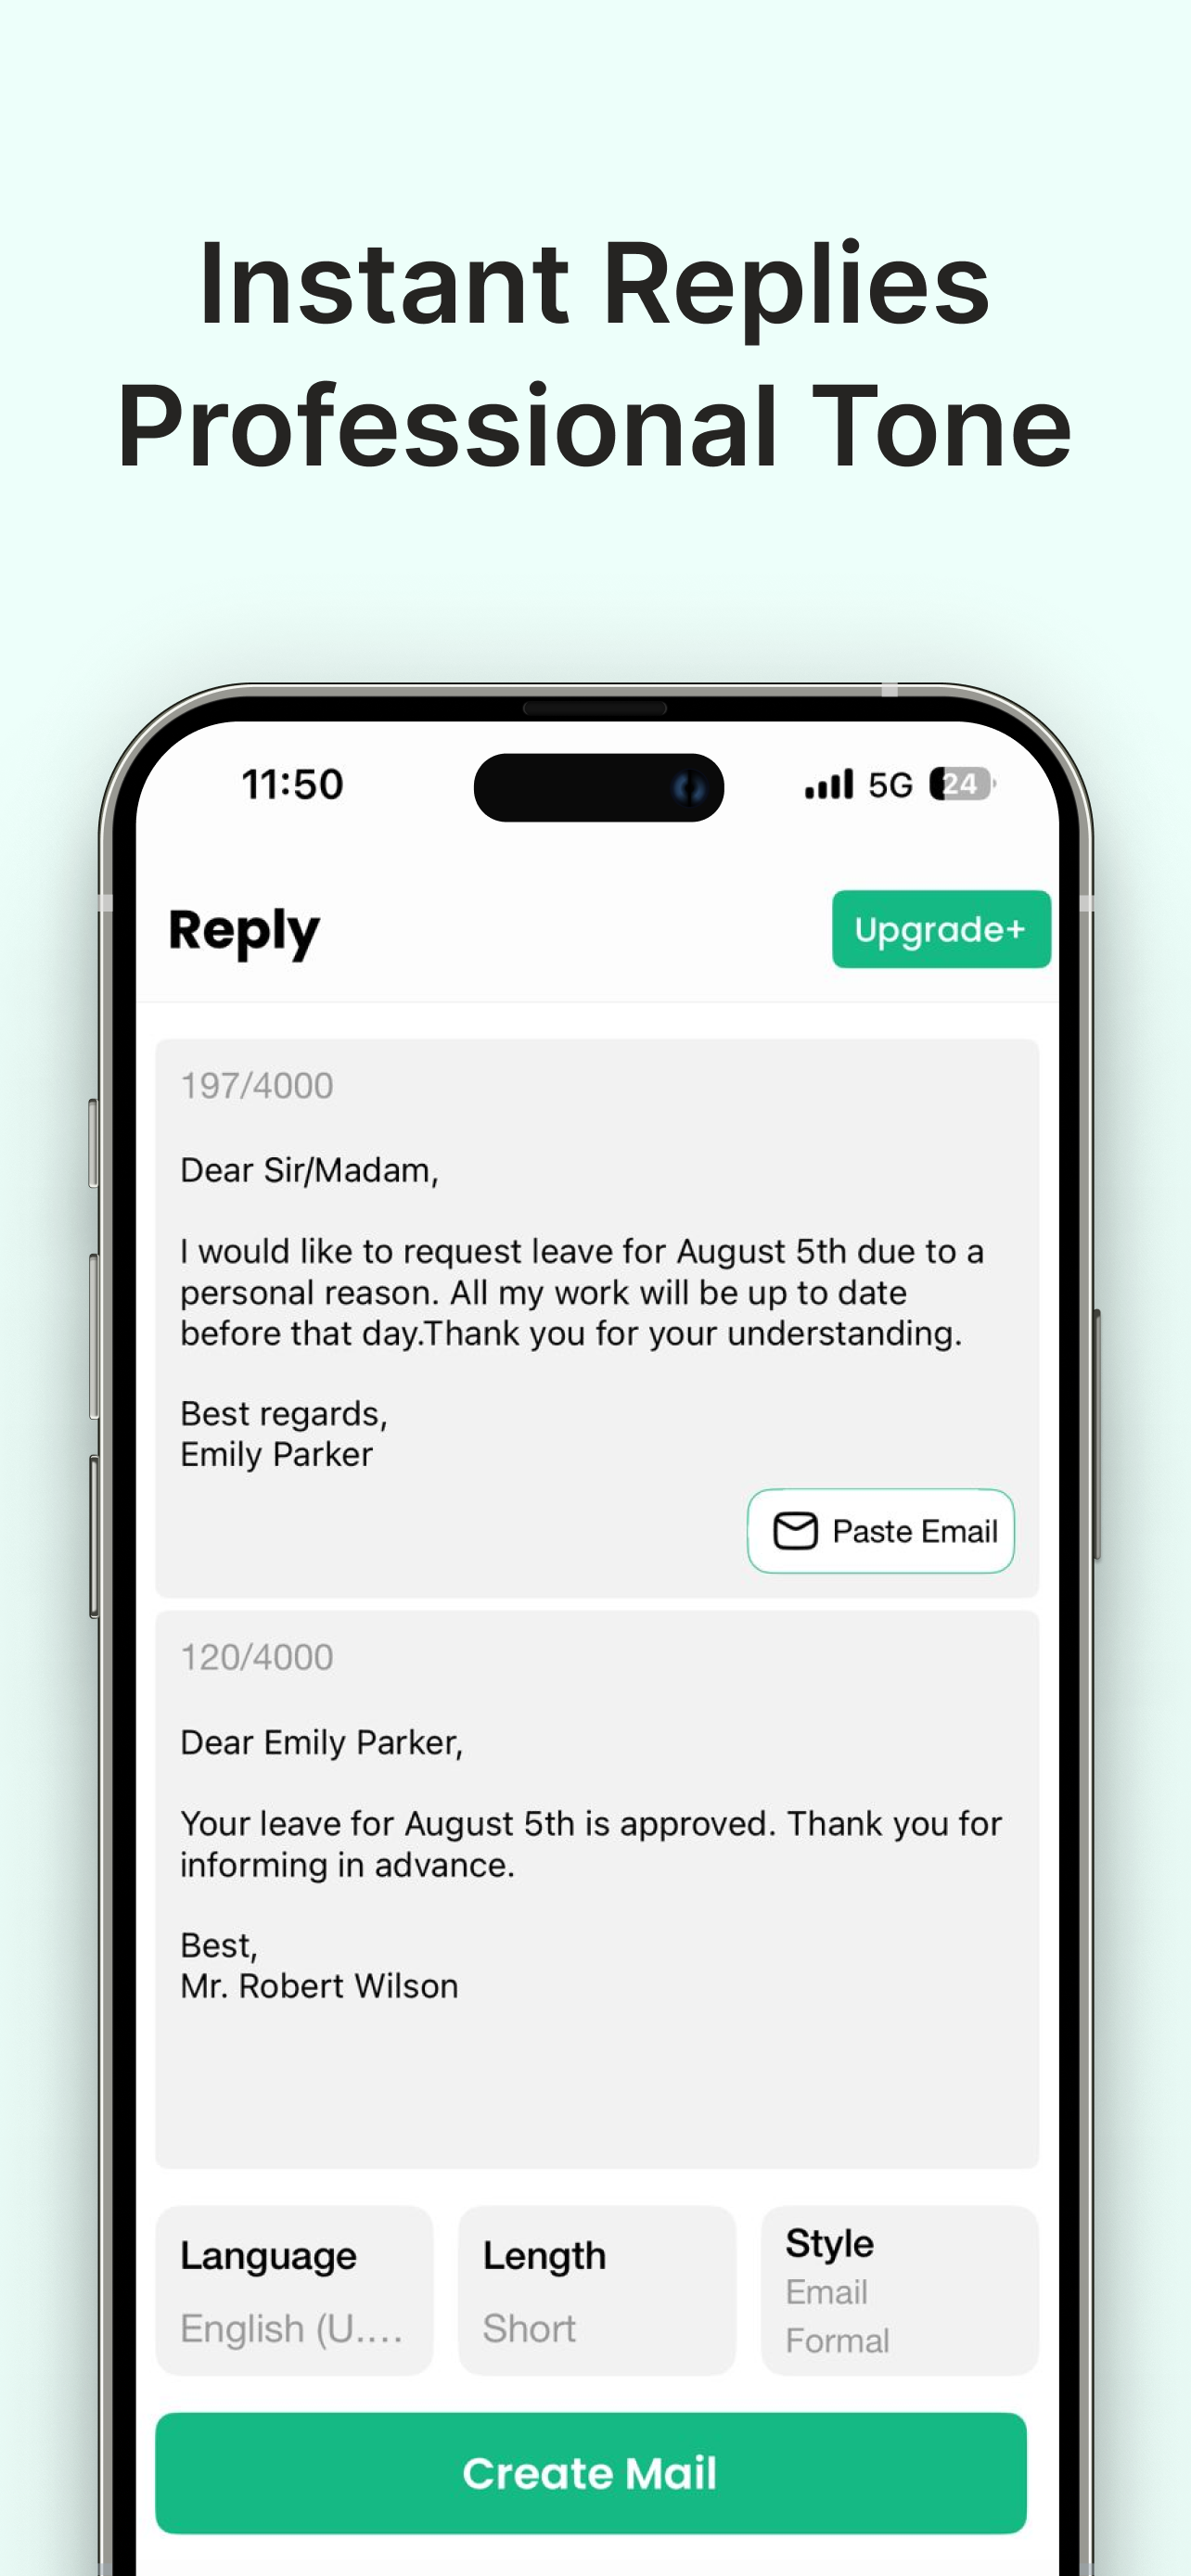 Instant Replies
Professional Tone
11:50
5G
24
Reply
Upgrade+
197/4000
Dear Sir/Madam,
I would like to request leave for August 5th due to a
personal reason. All my work will be up to date
before that day.Thank you for your understanding.
Best regards,
Emily Parker
Paste Email
120/4000
Dear Emily Parker,
Your leave for August 5th is approved. Thank you for
informing in advance.
Best,
Mr. Robert Wilson
Language
English (U....
Length
Short
Style
Email
Formal
Create Mail